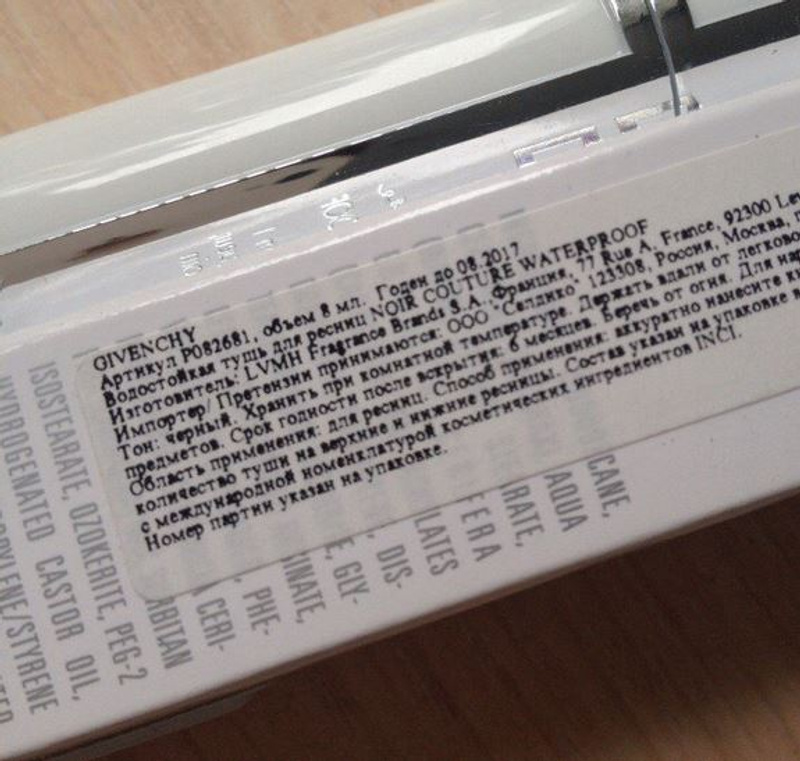 GIVENCHY
Артикул P082681, объем 8 мл. Годен до 08.2017
Водостойкая тушь для ресниц NOIR COUTURE WATERPROOF
Изготовитель: LVMH Fragrance Brands S.A., Франция, 77 Rue A. France, 92300 Lev
Импортер/ Претензии принимаются: ООО "Селдико" 123308, Россия, Москва,
Тон: черный. Хранить при комнатной температуре. Держать вдали от легково
предметов. Срок годности после вскрытия: 6 месяцев. Беречь от огня. Для нар
Область применения: для ресниц. Способ применения: аккуратно нанесите
количество туши на верхние и нижние ресницы. Состав указан на упаковке в
с международной номенклатурой косметических ингредиентов INCI.
Номер партии указан на упаковке.
CANE,
AQUA
RATE,
FERA
LATES
, DIS-
E, GLY-
INATE,
, PHE-
A CERI-
RBITAN
ISOSTEARATE, OZOKERITE, PEG-2
HYDROGENATED CASTOR OIL,
OPYLENE/STYRENE